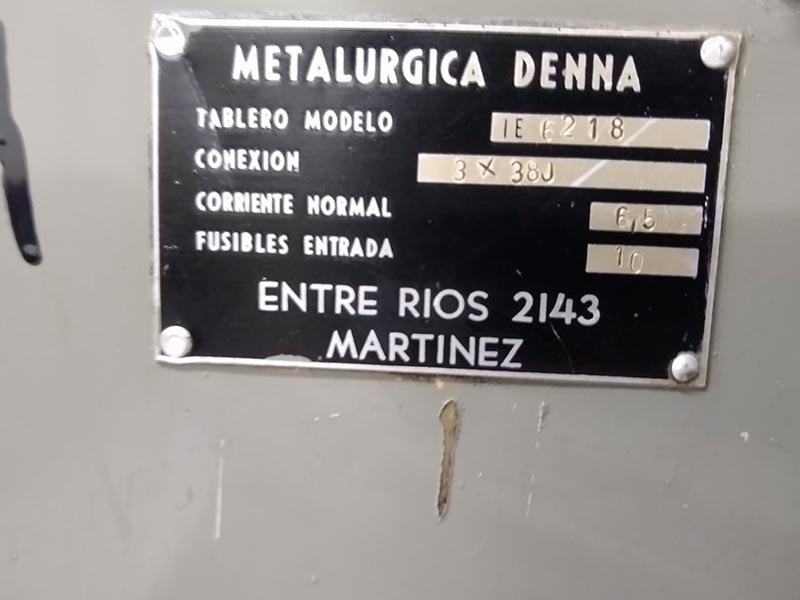 METALURGICA DENNA
TABLERO MODELO IE 6218
CONEXION 3 X 38J
CORRIENTE NORMAL 6,5
FUSIBLES ENTRADA 10
ENTRE RIOS 2143
MARTINEZ